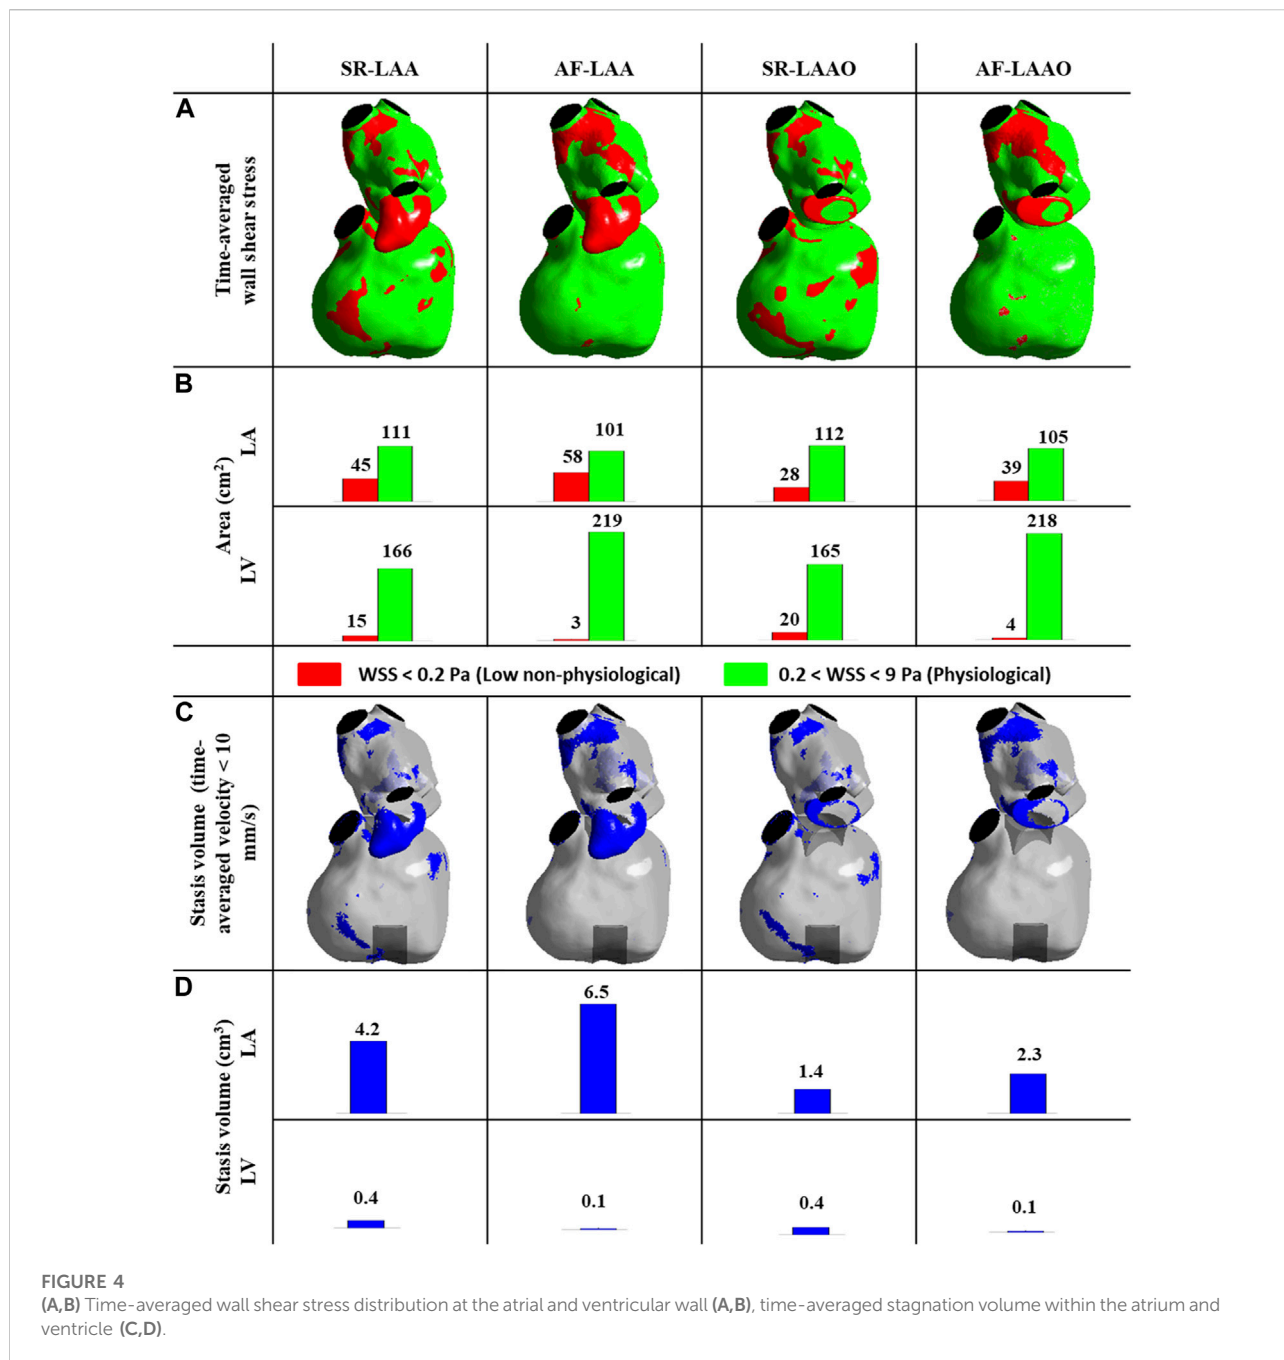 SR-LAA AF-LAA SR-LAAO AF-LAAO
A
Time-averaged
wall shear stress
B
Area (cm²)
LA
45 111 58 101 28 112 39 105
LV
15 166 3 219 20 165 4 218
WSS < 0.2 Pa (Low non-physiological) 0.2 < WSS < 9 Pa (Physiological)
C
Stasis volume (time-
averaged velocity < 10
mm/s)
D
Stasis volume (cm³)
LA
4.2 6.5 1.4 2.3
LV
0.4 0.1 0.4 0.1
FIGURE 4
(A,B) Time-averaged wall shear stress distribution at the atrial and ventricular wall (A,B), time-averaged stagnation volume within the atrium and
ventricle (C,D).